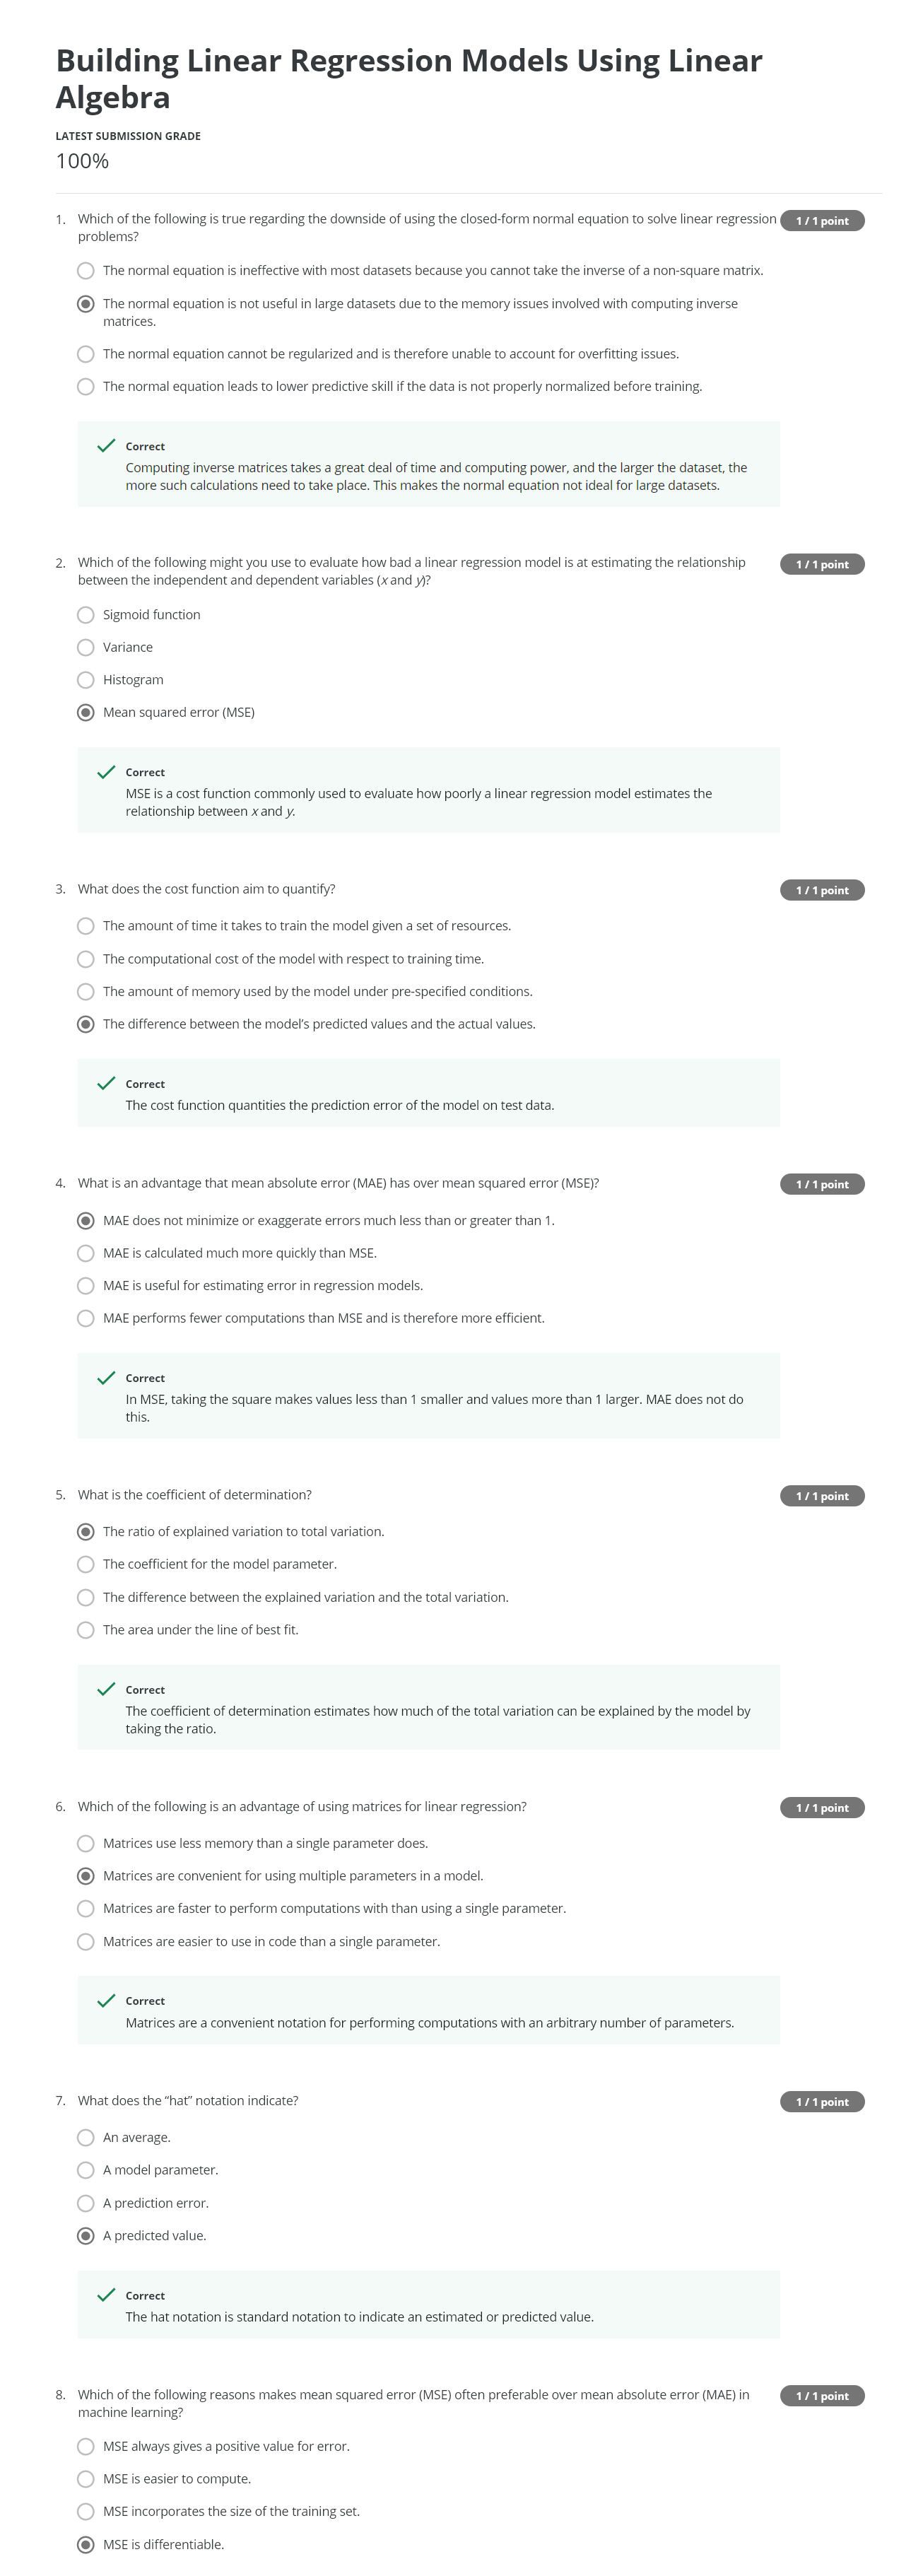 Building Linear Regression Models Using Linear
Algebra
LATEST SUBMISSION GRADE
100%
1. Which of the following is true regarding the downside of using the closed-form normal equation to solve linear regression 1 / 1 point
problems?
The normal equation is ineffective with most datasets because you cannot take the inverse of a non-square matrix.
The normal equation is not useful in large datasets due to the memory issues involved with computing inverse
matrices.
The normal equation cannot be regularized and is therefore unable to account for overfitting issues.
The normal equation leads to lower predictive skill if the data is not properly normalized before training.
Correct
Computing inverse matrices takes a great deal of time and computing power, and the larger the dataset, the
more such calculations need to take place. This makes the normal equation not ideal for large datasets.
2. Which of the following might you use to evaluate how bad a linear regression model is at estimating the relationship 1 / 1 point
between the independent and dependent variables (x and y)?
Sigmoid function
Variance
Histogram
Mean squared error (MSE)
Correct
MSE is a cost function commonly used to evaluate how poorly a linear regression model estimates the
relationship between x and y.
3. What does the cost function aim to quantify? 1 / 1 point
The amount of time it takes to train the model given a set of resources.
The computational cost of the model with respect to training time.
The amount of memory used by the model under pre-specified conditions.
The difference between the model’s predicted values and the actual values.
Correct
The cost function quantities the prediction error of the model on test data.
4. What is an advantage that mean absolute error (MAE) has over mean squared error (MSE)? 1 / 1 point
MAE does not minimize or exaggerate errors much less than or greater than 1.
MAE is calculated much more quickly than MSE.
MAE is useful for estimating error in regression models.
MAE performs fewer computations than MSE and is therefore more efficient.
Correct
In MSE, taking the square makes values less than 1 smaller and values more than 1 larger. MAE does not do
this.
5. What is the coefficient of determination? 1 / 1 point
The ratio of explained variation to total variation.
The coefficient for the model parameter.
The difference between the explained variation and the total variation.
The area under the line of best fit.
Correct
The coefficient of determination estimates how much of the total variation can be explained by the model by
taking the ratio.
6. Which of the following is an advantage of using matrices for linear regression? 1 / 1 point
Matrices use less memory than a single parameter does.
Matrices are convenient for using multiple parameters in a model.
Matrices are faster to perform computations with than using a single parameter.
Matrices are easier to use in code than a single parameter.
Correct
Matrices are a convenient notation for performing computations with an arbitrary number of parameters.
7. What does the “hat” notation indicate? 1 / 1 point
An average.
A model parameter.
A prediction error.
A predicted value.
Correct
The hat notation is standard notation to indicate an estimated or predicted value.
8. Which of the following reasons makes mean squared error (MSE) often preferable over mean absolute error (MAE) in 1 / 1 point
machine learning?
MSE always gives a positive value for error.
MSE is easier to compute.
MSE incorporates the size of the training set.
MSE is differentiable.